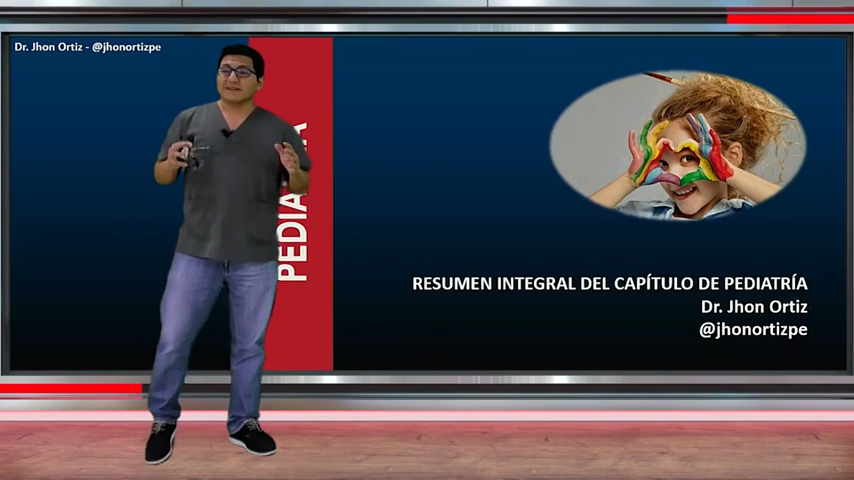 Dr. Jhon Ortiz - @jhonortizpe
RESUMEN INTEGRAL DEL CAPÍTULO DE PEDIATRÍA
Dr. Jhon Ortiz
@jhonortizpe